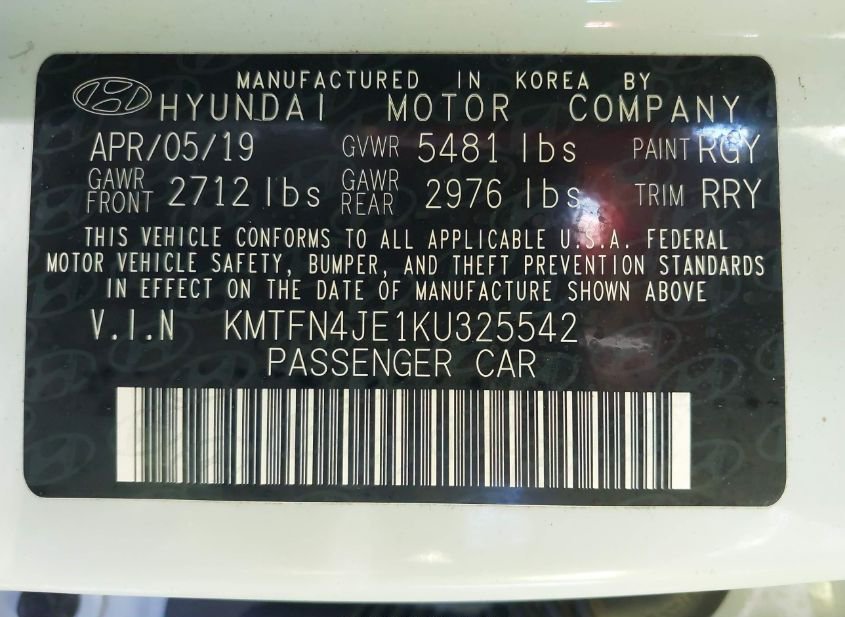 MANUFACTURED IN KOREA BY
HYUNDAI MOTOR COMPANY
APR/05/19 GVWR 5481 lbs PAINT RGY
GAWR FRONT 2712 lbs GAWR REAR 2976 lbs TRIM RRY
THIS VEHICLE CONFORMS TO ALL APPLICABLE U.S.A. FEDERAL
MOTOR VEHICLE SAFETY, BUMPER, AND THEFT PREVENTION STANDARDS
IN EFFECT ON THE DATE OF MANUFACTURE SHOWN ABOVE
V.I.N KMTFN4JE1KU325542
PASSENGER CAR